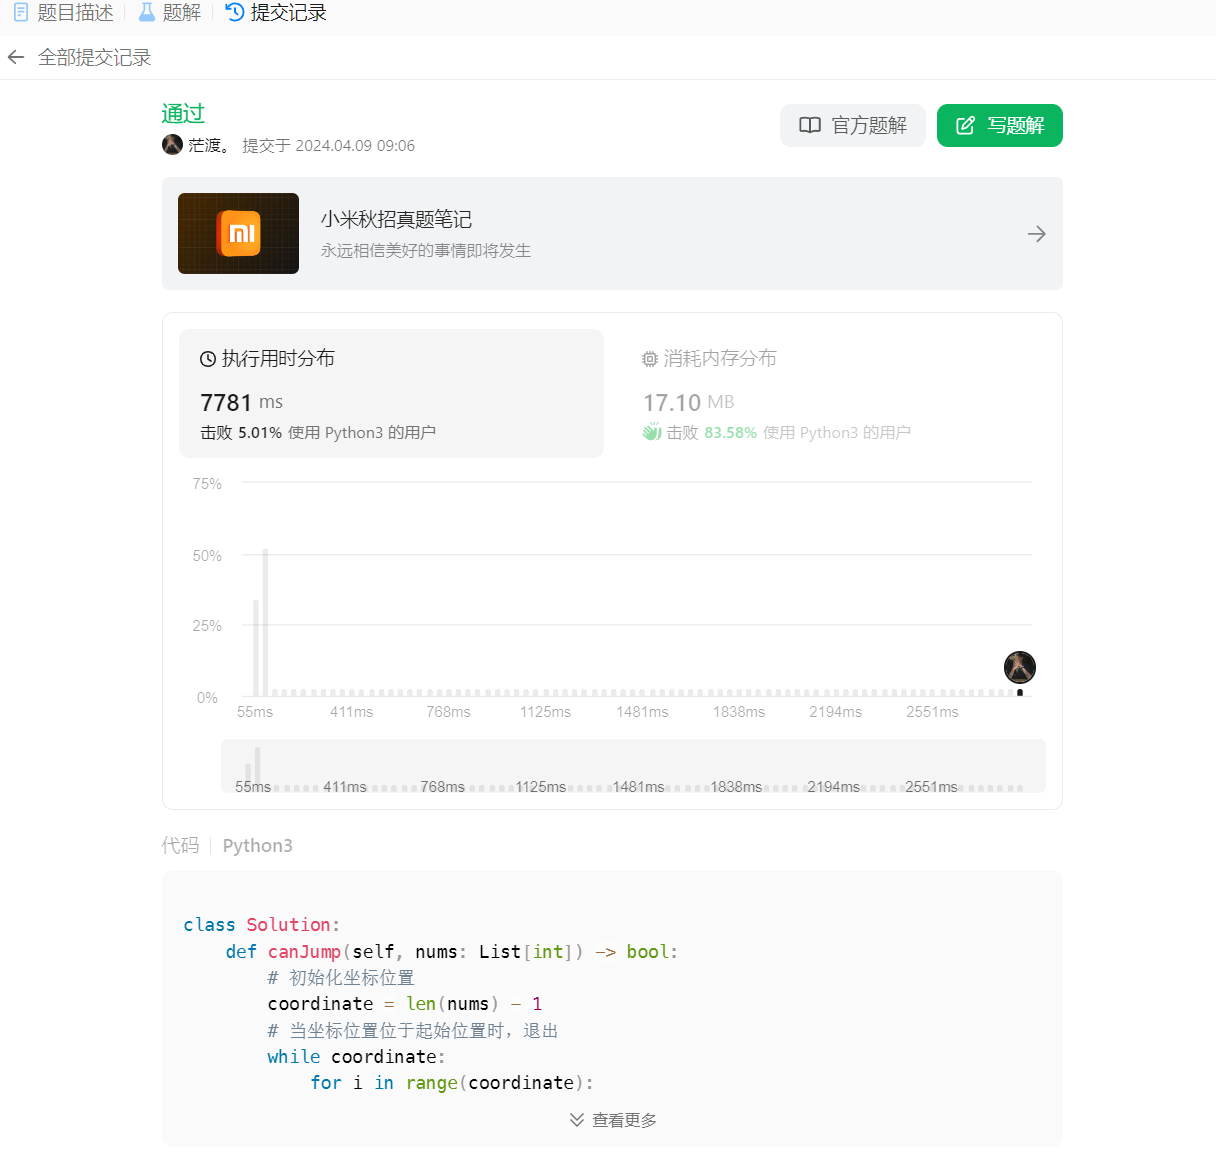 题目描述 题解 提交记录
全部提交记录
通过
茫渡。 提交于 2024.04.09 09:06
官方题解 写题解
小米秋招真题笔记
永远相信美好的事情即将发生
执行用时分布
7781 ms
击败 5.01% 使用 Python3 的用户
消耗内存分布
17.10 MB
击败 83.58% 使用 Python3 的用户
75%
50%
25%
0%
55ms 411ms 768ms 1125ms 1481ms 1838ms 2194ms 2551ms
55ms 411ms 768ms 1125ms 1481ms 1838ms 2194ms 2551ms
代码 Python3
class Solution:
def canJump(self, nums: List[int]) -> bool:
# 初始化坐标位置
coordinate = len(nums) - 1
# 当坐标位置位于起始位置时，退出
while coordinate:
for i in range(coordinate):
查看更多